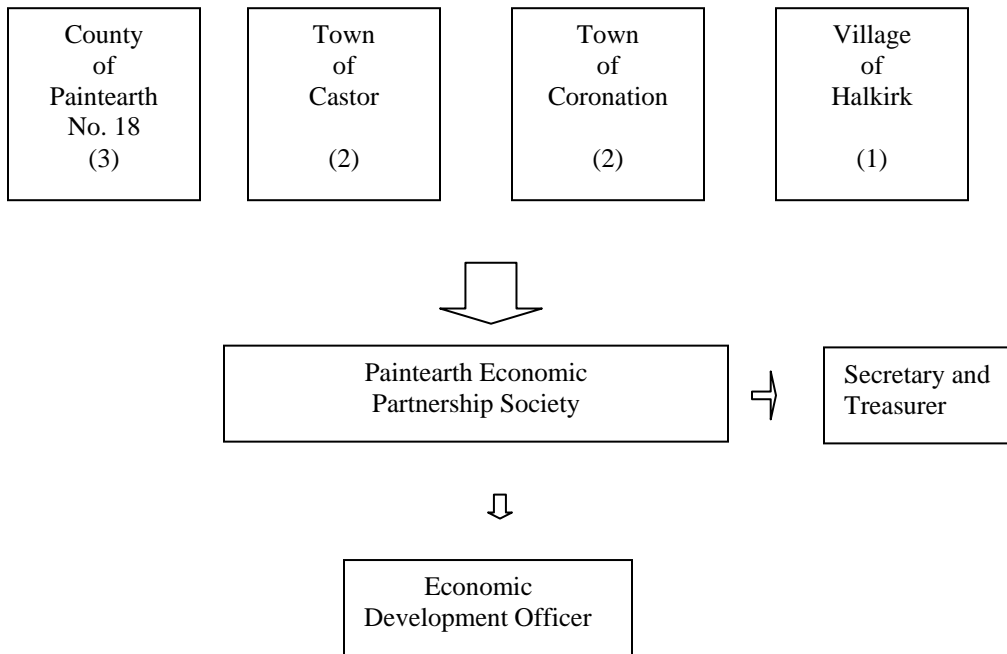 County
of
Paintearth
No. 18
(3)
Town
of
Castor
(2)
Town
of
Coronation
(2)
Village
of
Halkirk
(1)
Paintearth Economic
Partnership Society
Secretary and
Treasurer
Economic
Development Officer